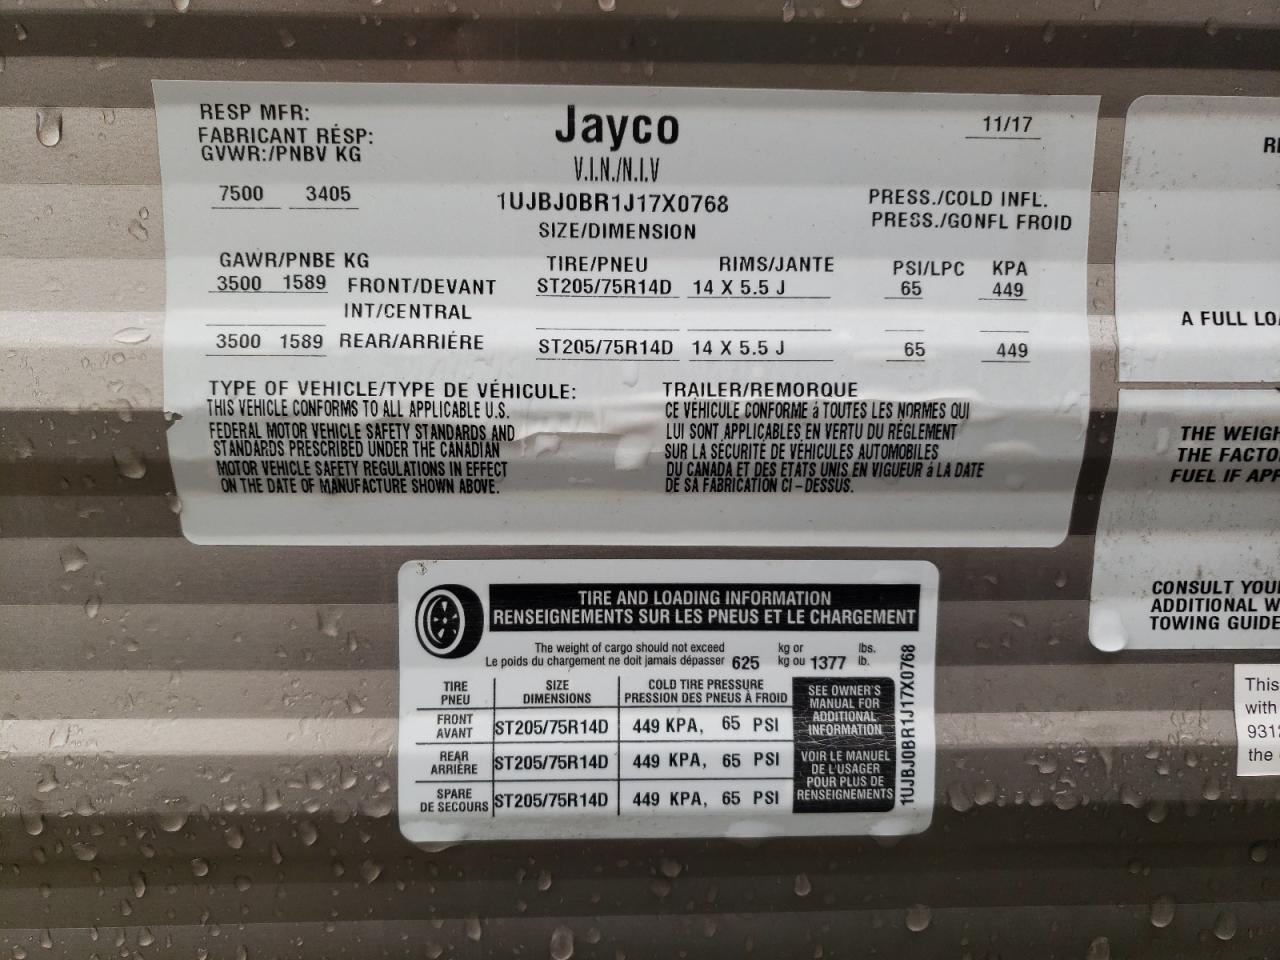 RESP MFR:
FABRICANT RÉSP:
GVWR:/PNBV KG
Jayco
11/17
V.I.N./N.I.V
7500 3405
1UJBJ0BR1J17X0768
PRESS./COLD INFL.
PRESS./GONFL FROID
SIZE/DIMENSION
GAWR/PNBE KG
TIRE/PNEU RIMS/JANTE PSI/LPC KPA
3500 1589 FRONT/DEVANT ST205/75R14D 14 X 5.5 J 65 449
INT/CENTRAL
3500 1589 REAR/ARRIÉRE ST205/75R14D 14 X 5.5 J 65 449
TYPE OF VEHICLE/TYPE DE VÉHICULE: TRAILER/REMORQUE
THIS VEHICLE CONFORMS TO ALL APPLICABLE U.S.
FEDERAL MOTOR VEHICLE SAFETY STANDARDS AND
STANDARDS PRESCRIBED UNDER THE CANADIAN
MOTOR VEHICLE SAFETY REGULATIONS IN EFFECT
ON THE DATE OF MANUFACTURE SHOWN ABOVE.
CE VÉHICULE CONFORME á TOUTES LES NORMES QUI
LUI SONT APPLICABLES EN VERTU DU RÉGLEMENT
SUR LA SÉCURITÉ DE VÉHICULES AUTOMOBILES
DU CANADA ET DES ETATS UNIS EN VIGUEUR á LA DATE
DE SA FABRICATION CI-DESSUS.
TIRE AND LOADING INFORMATION
RENSEIGNEMENTS SUR LES PNEUS ET LE CHARGEMENT
The weight of cargo should not exceed kg or lbs.
Le poids du chargement ne doit jamais dépasser 625 kg ou 1377 lb.
TIRE SIZE COLD TIRE PRESSURE
PNEU DIMENSIONS PRESSION DES PNEUS À FROID
FRONT
AVANT ST205/75R14D 449 KPA, 65 PSI
REAR
ARRIÈRE ST205/75R14D 449 KPA, 65 PSI
SPARE
DE SECOURS ST205/75R14D 449 KPA, 65 PSI
SEE OWNER'S
MANUAL FOR
ADDITIONAL
INFORMATION
VOIR LE MANUEL
DE L'USAGER
POUR PLUS DE
RENSEIGNEMENTS
1UJBJ0BR1J17X0768
A FULL
THE
THE
FUEL IF
CONSULT
ADDITIONAL
TOWING GUIDE
This
with
the